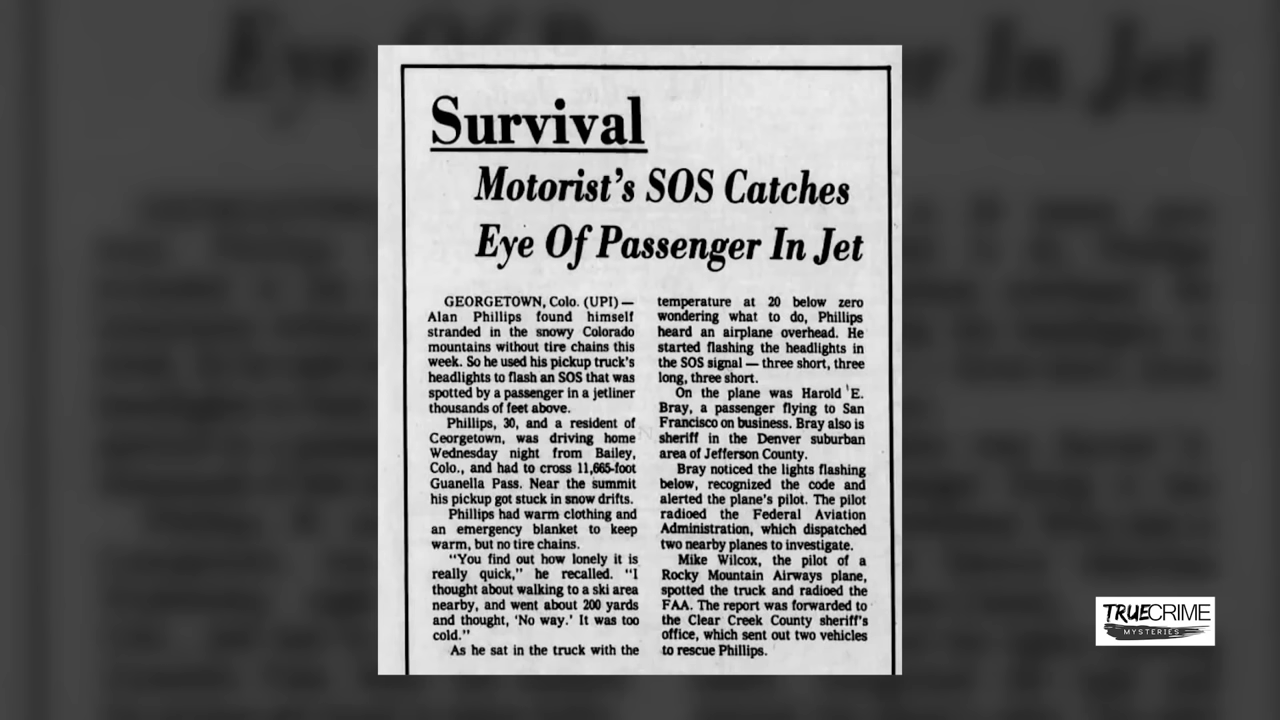 Survival
Motorist's SOS Catches
Eye Of Passenger In Jet
GEORGETOWN, Colo. (UPI) —
Alan Phillips found himself
stranded in the snowy Colorado
mountains without tire chains this
week. So he used his pickup truck's
headlights to flash an SOS that was
spotted by a passenger in a jetliner
thousands of feet above.
Phillips, 30, and a resident of
Georgetown, was driving home
Wednesday night from Bailey,
Colo., and had to cross 11,665-foot
Guanella Pass. Near the summit
his pickup got stuck in snow drifts.
Phillips had warm clothing and
an emergency blanket to keep
warm, but no tire chains.
"You find out how lonely it is
really quick," he recalled. "I
thought about walking to a ski area
nearby, and went about 200 yards
and thought, 'No way.' It was too
cold."
As he sat in the truck with the
temperature at 20 below zero
wondering what to do, Phillips
heard an airplane overhead. He
started flashing the headlights in
the SOS signal — three short, three
long, three short.
On the plane was Harold E.
Bray, a passenger flying to San
Francisco on business. Bray also is
sheriff in the Denver suburban
area of Jefferson County.
Bray noticed the lights flashing
below, recognized the code and
alerted the plane's pilot. The pilot
radioed the Federal Aviation
Administration, which dispatched
two nearby planes to investigate.
Mike Wilcox, the pilot of a
Rocky Mountain Airways plane,
spotted the truck and radioed the
FAA. The report was forwarded to
the Clear Creek County sheriff's
office, which sent out two vehicles
to rescue Phillips.
TRUECRIME
MYSTERIES